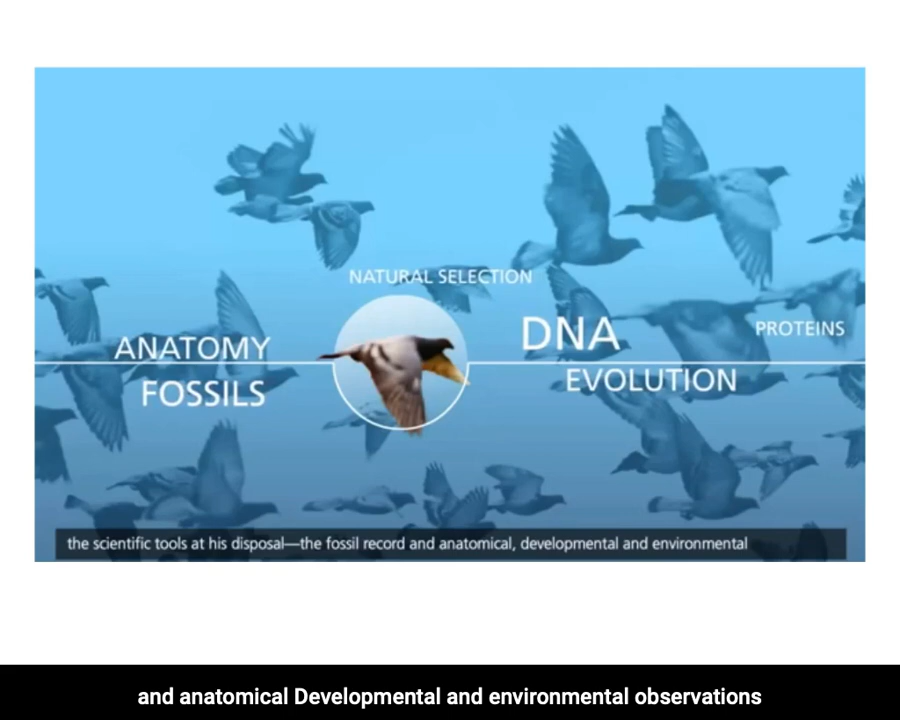 NATURAL SELECTION
DNA
PROTEINS
ANATOMY
EVOLUTION
FOSSILS
the scientific tools at his disposal—the fossil record and anatomical, developmental and environmental
and anatomical Developmental and environmental observations